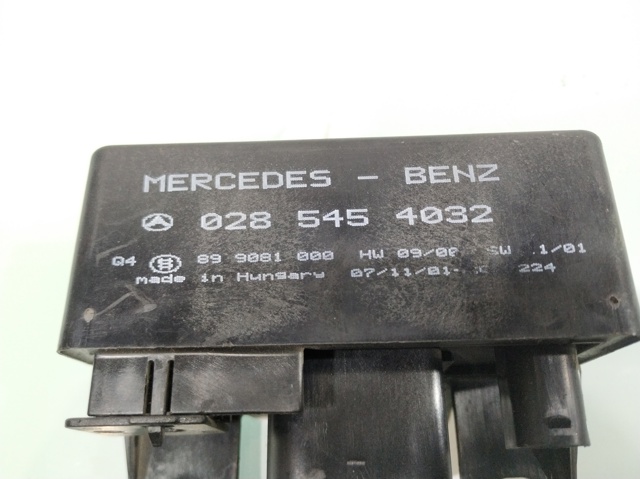 MERCEDES - BENZ
028 545 4032
Q4 89 9081 000 HW 09/00 SW 1/01
made in Hungary 07/11/01- 224